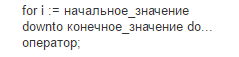 for i := начальное_значение
downto конечное_значение do...
оператор;